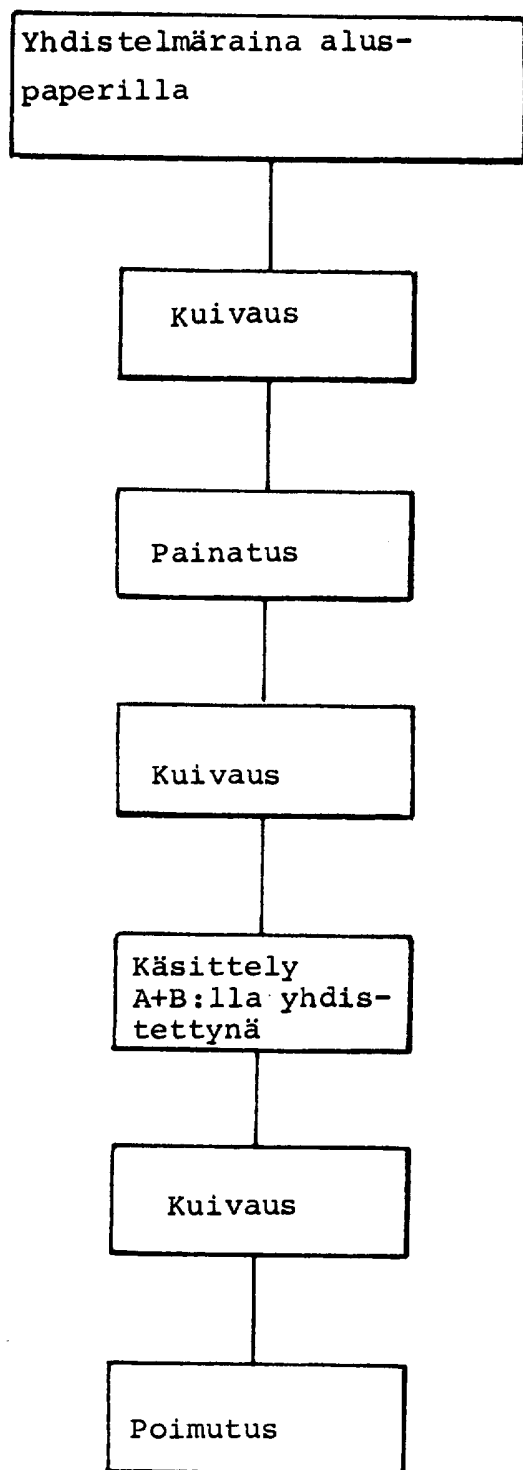 Yhdistelmäraina alus-
paperilla
Kuivaus
Painatus
Kuivaus
Käsittely
A+B:lla yhdis-
tettynä
Kuivaus
Poimutus